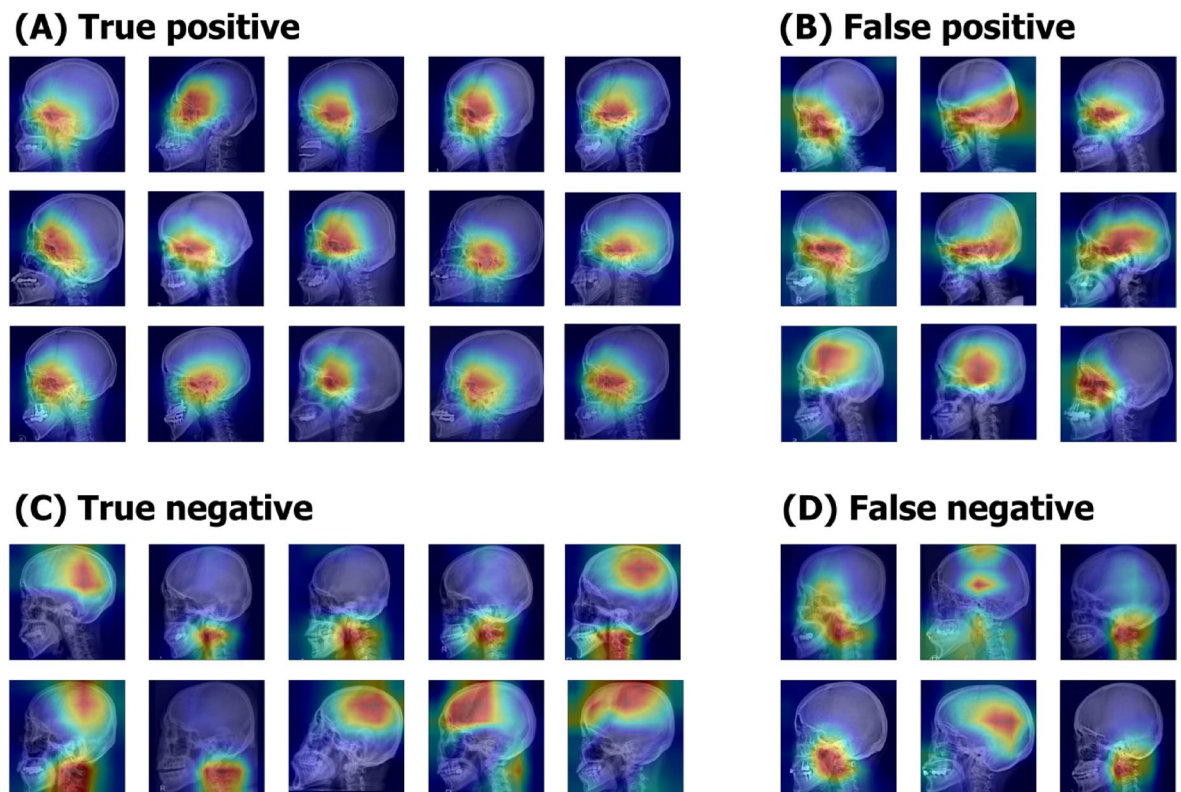 (A) True positive
(B) False positive
(C) True negative
(D) False negative